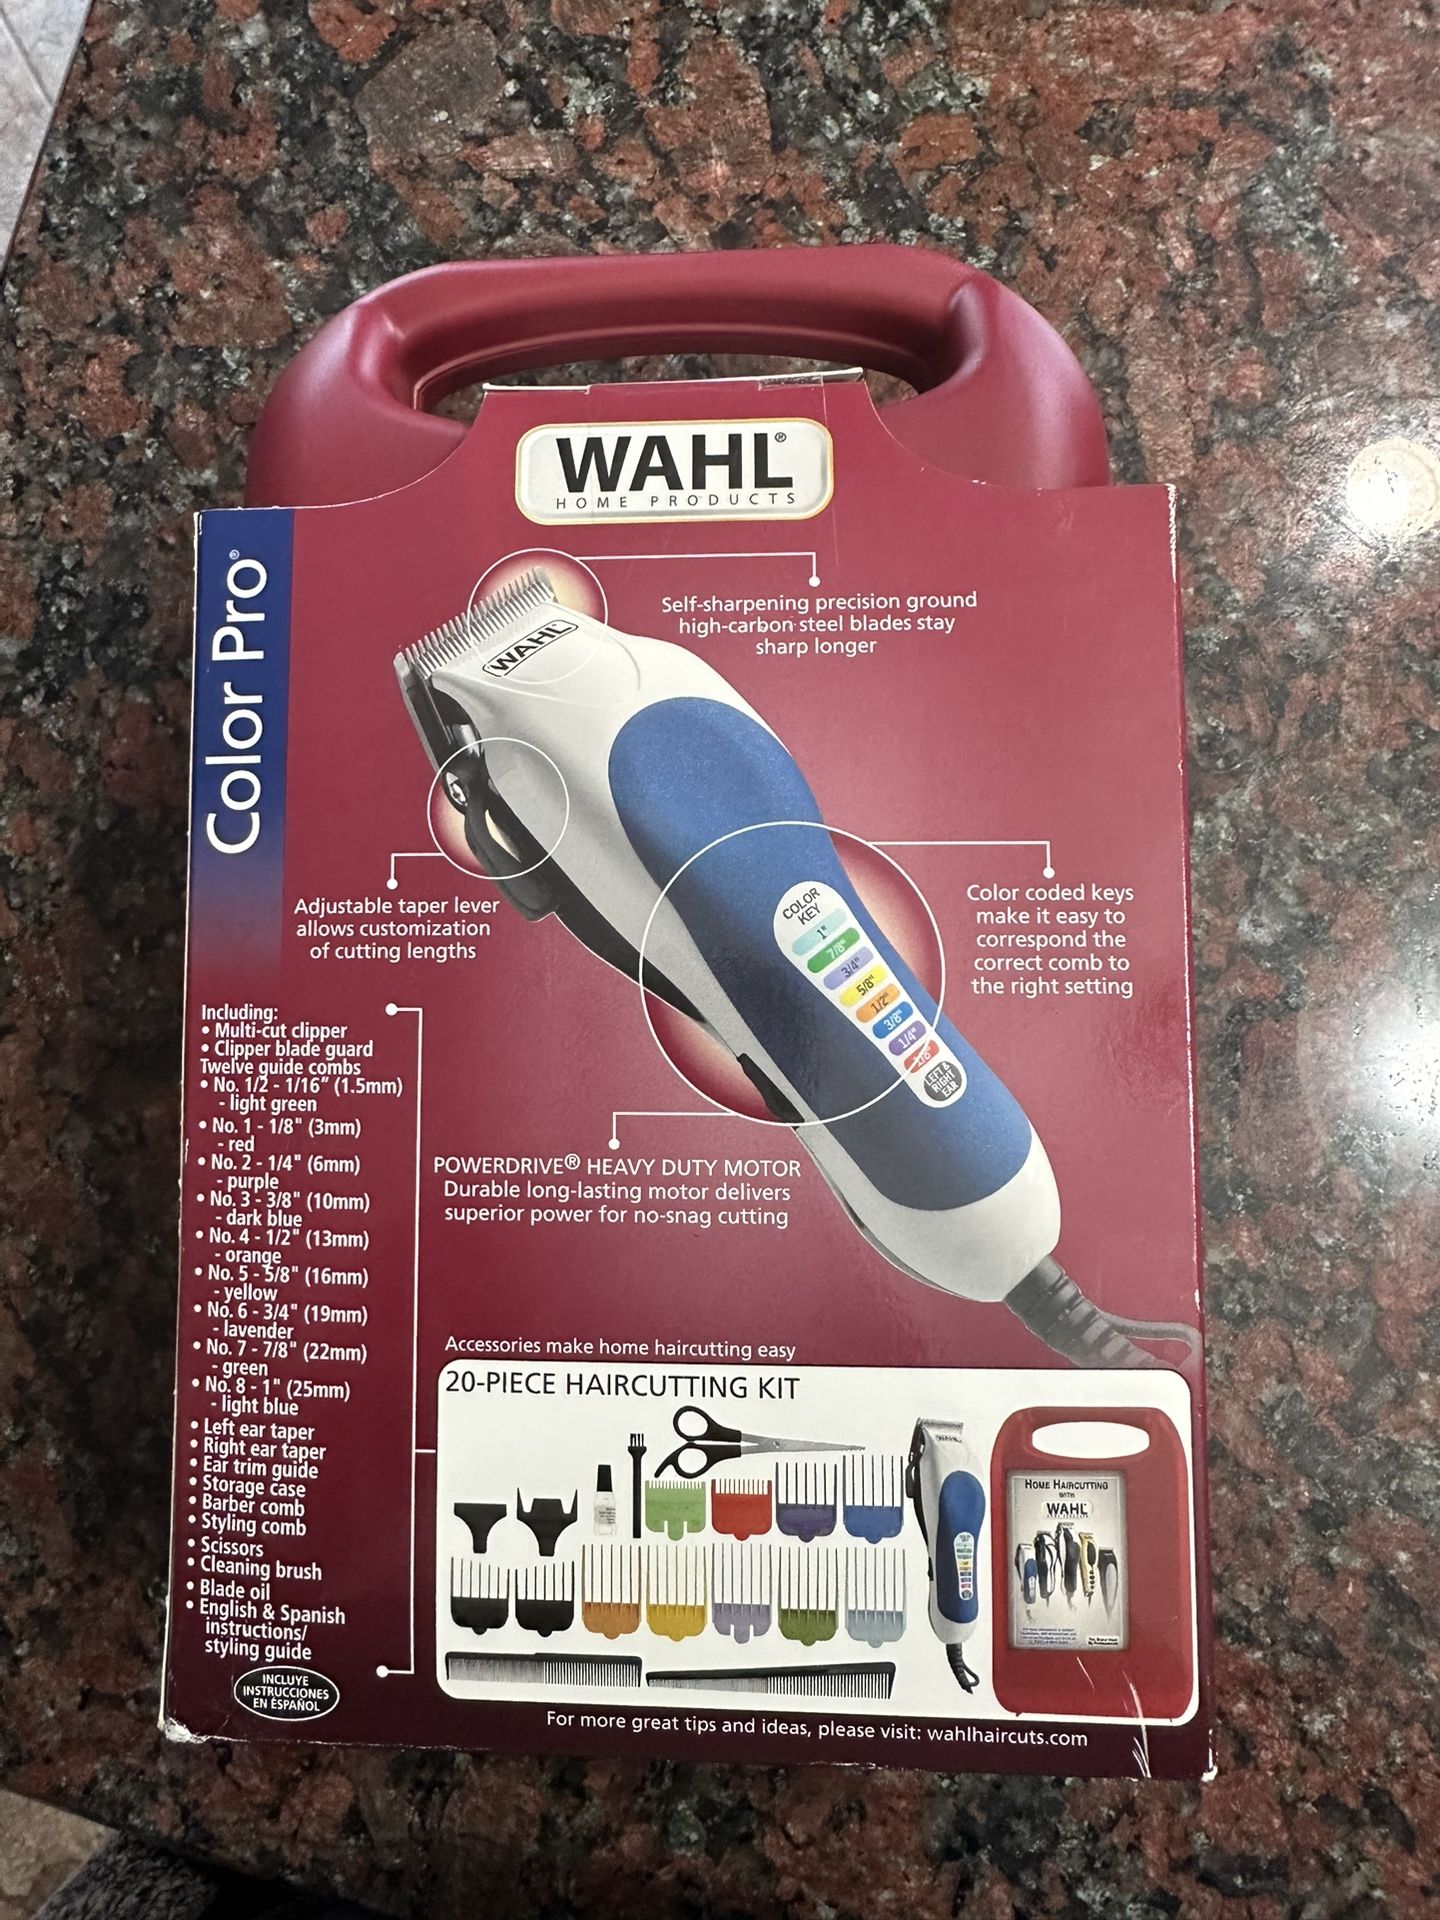 WAHL®
HOME PRODUCTS
Color Pro®
Self-sharpening precision ground
high-carbon steel blades stay
sharp longer
WAHL
Adjustable taper lever
allows customization
of cutting lengths
COLOR
KEY
1"
7/8"
3/4"
5/8"
1/2"
3/8"
1/4"
1/8"
LEFT &
RIGHT
EAR
Color coded keys
make it easy to
correspond the
correct comb to
the right setting
POWERDRIVE® HEAVY DUTY MOTOR
Durable long-lasting motor delivers
superior power for no-snag cutting
Including:
• Multi-cut clipper
• Clipper blade guard
Twelve guide combs
• No. 1/2 - 1/16" (1.5mm)
- light green
• No. 1 - 1/8" (3mm)
- red
• No. 2 - 1/4" (6mm)
- purple
• No. 3 - 3/8" (10mm)
- dark blue
• No. 4 - 1/2" (13mm)
- orange
• No. 5 - 5/8" (16mm)
- yellow
• No. 6 - 3/4" (19mm)
- lavender
• No. 7 - 7/8" (22mm)
- green
• No. 8 - 1" (25mm)
- light blue
• Left ear taper
• Right ear taper
• Ear trim guide
• Storage case
• Barber comb
• Styling comb
• Scissors
• Cleaning brush
• Blade oil
• English & Spanish
instructions/
styling guide
INCLUYE
INSTRUCCIONES
EN ESPAÑOL
Accessories make home haircutting easy
20-PIECE HAIRCUTTING KIT
WAHL
HOME HAIRCUTTING
WITH
WAHL
For more great tips and ideas, please visit: wahlhaircuts.com